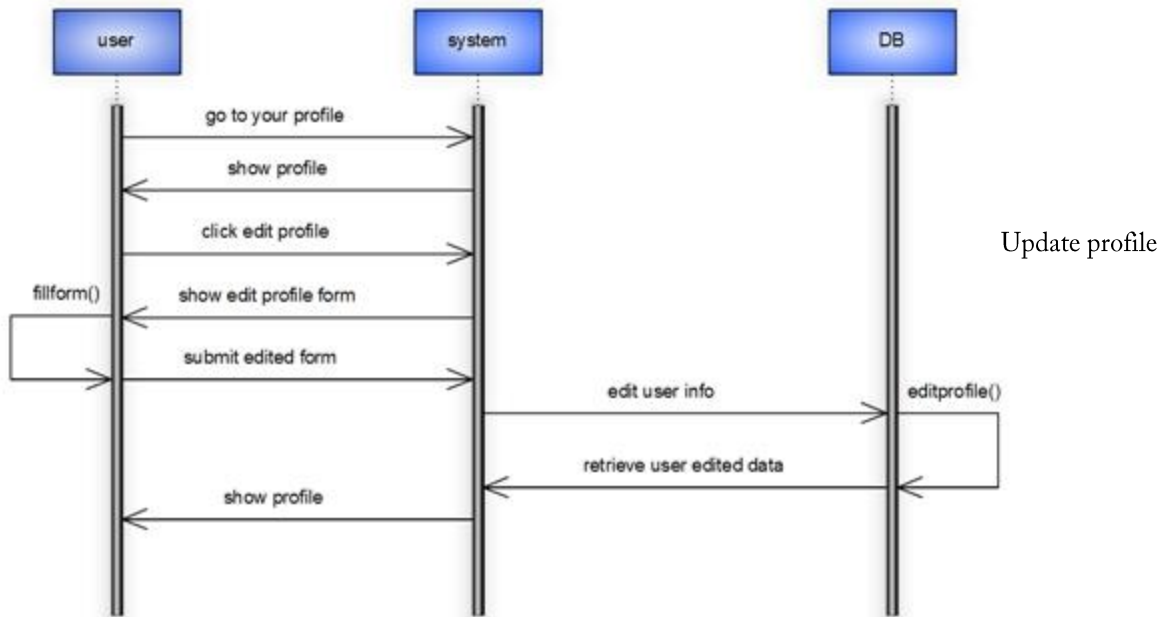 user
system
DB
go to your profile
show profile
click edit profile
Update profile
fillform()
show edit profile form
submit edited form
edit user info
editprofile()
retrieve user edited data
show profile